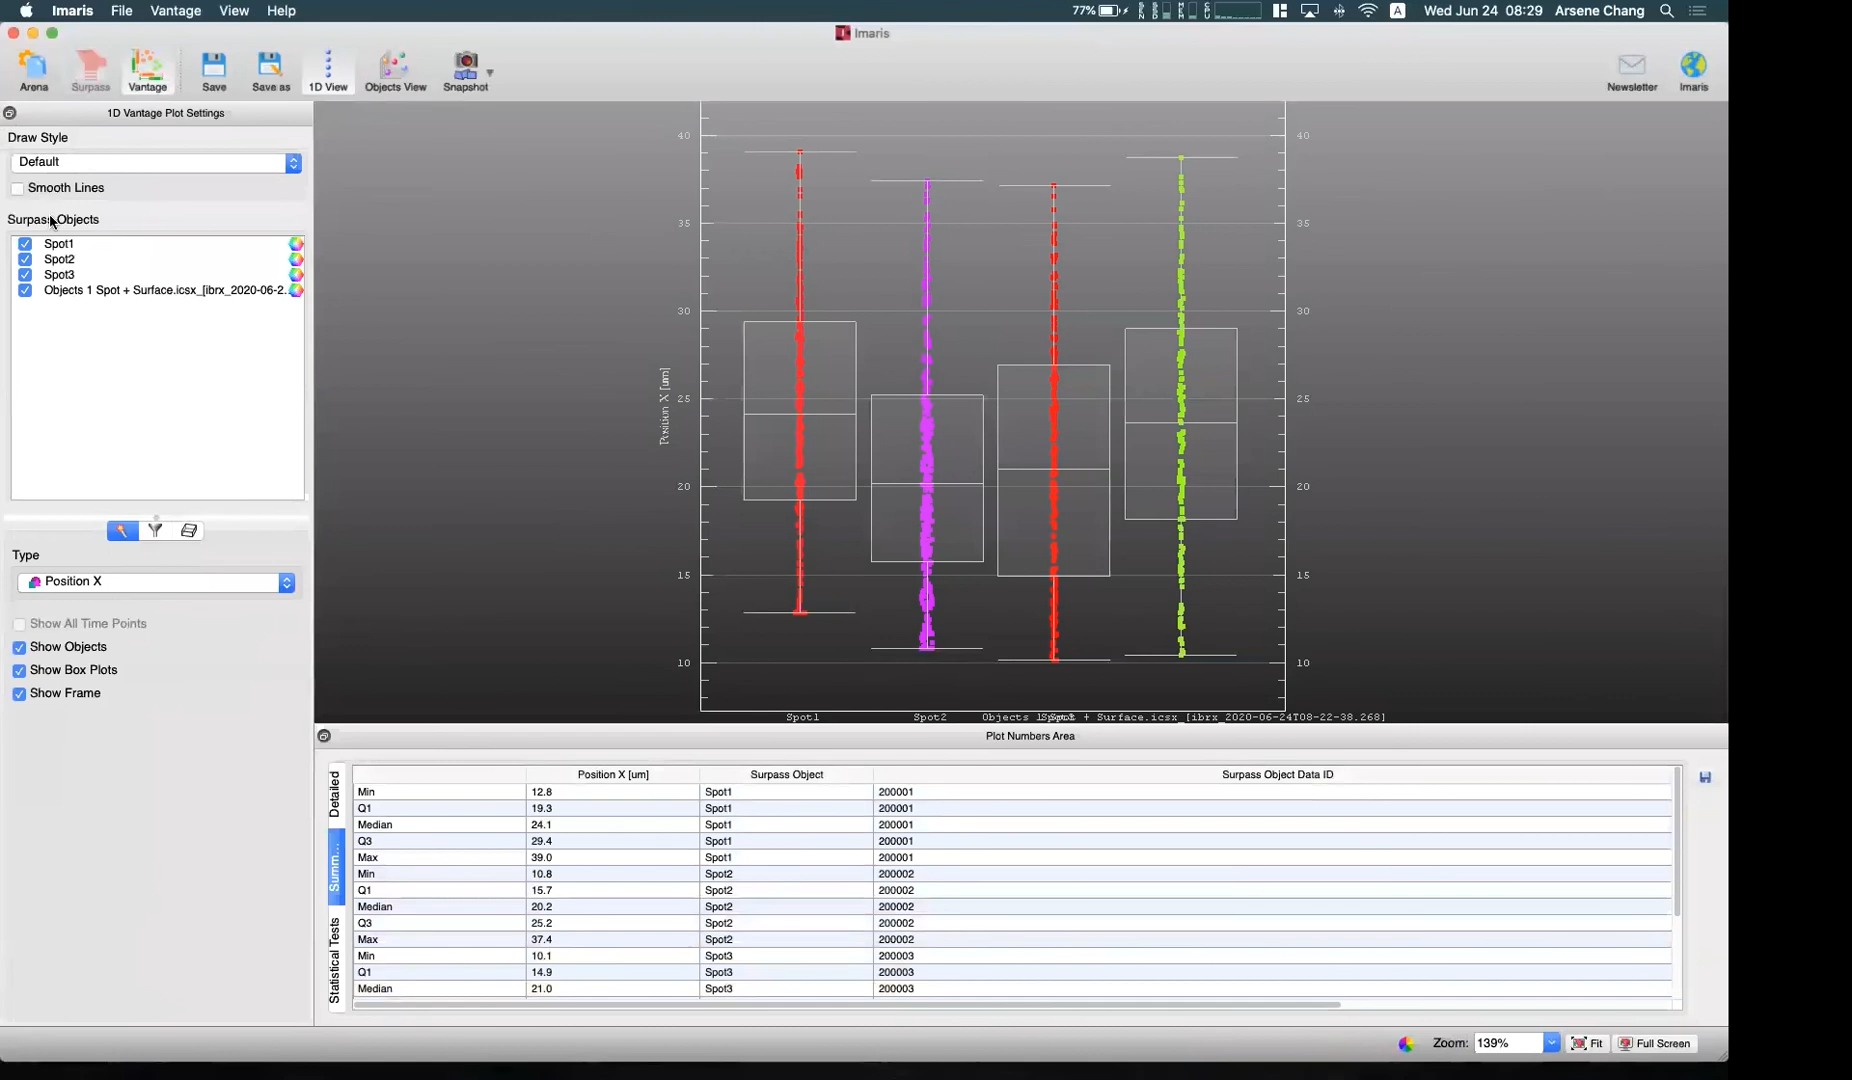 Imaris File Vantage View Help 77% A Wed Jun 24 08:29 Arsene Chang
Imaris
Arena Surpass Vantage Save Save as 1D View Objects View Snapshot Newsletter Imaris
1D Vantage Plot Settings
Draw Style
Default
Smooth Lines
Surpass Objects
Spot1
Spot2
Spot3
Objects 1 Spot + Surface.icsx_[ibrx_2020-06-2...
Type
Position X
Show All Time Points
Show Objects
Show Box Plots
Show Frame
Position X [um]
40 40
35 35
30 30
25 25
20 20
15 15
10 10
Spot1 Spot2 Objects 1 Spot3 + Surface.icsx_[ibrx_2020-06-24T08-22-38.268]
Plot Numbers Area
Detailed
Summ...
Statistical Tests
Position X [um] Surpass Object Surpass Object Data ID
Min 12.8 Spot1 200001
Q1 19.3 Spot1 200001
Median 24.1 Spot1 200001
Q3 29.4 Spot1 200001
Max 39.0 Spot1 200001
Min 10.8 Spot2 200002
Q1 15.7 Spot2 200002
Median 20.2 Spot2 200002
Q3 25.2 Spot2 200002
Max 37.4 Spot2 200002
Min 10.1 Spot3 200003
Q1 14.9 Spot3 200003
Median 21.0 Spot3 200003
Zoom: 139% Fit Full Screen